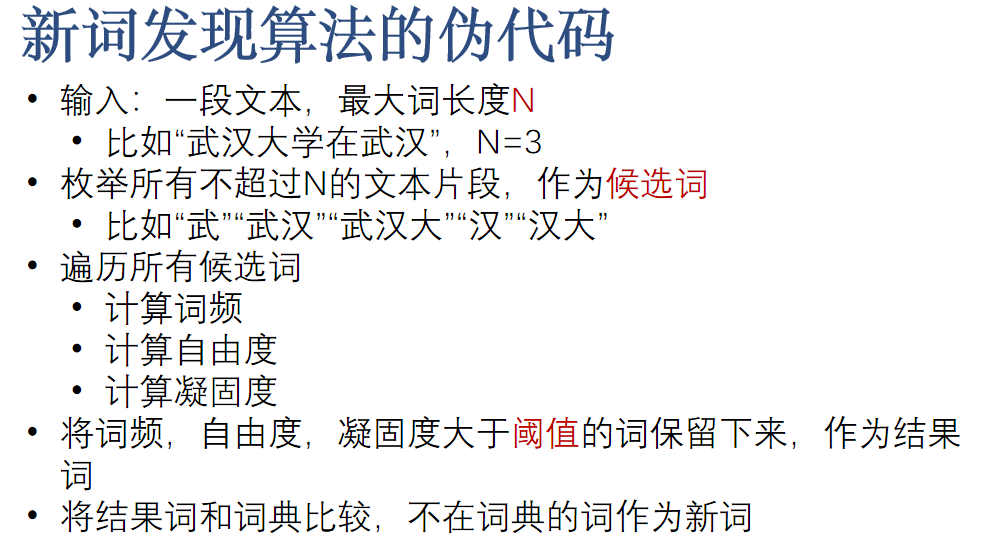 新词发现算法的伪代码
• 输入：一段文本，最大词长度N
• 比如“武汉大学在武汉”，N=3
• 枚举所有不超过N的文本片段，作为候选词
• 比如“武”“武汉”“武汉大”“汉”“汉大”
• 遍历所有候选词
• 计算词频
• 计算自由度
• 计算凝固度
• 将词频，自由度，凝固度大于阈值的词保留下来，作为结果
词
• 将结果词和词典比较，不在词典的词作为新词